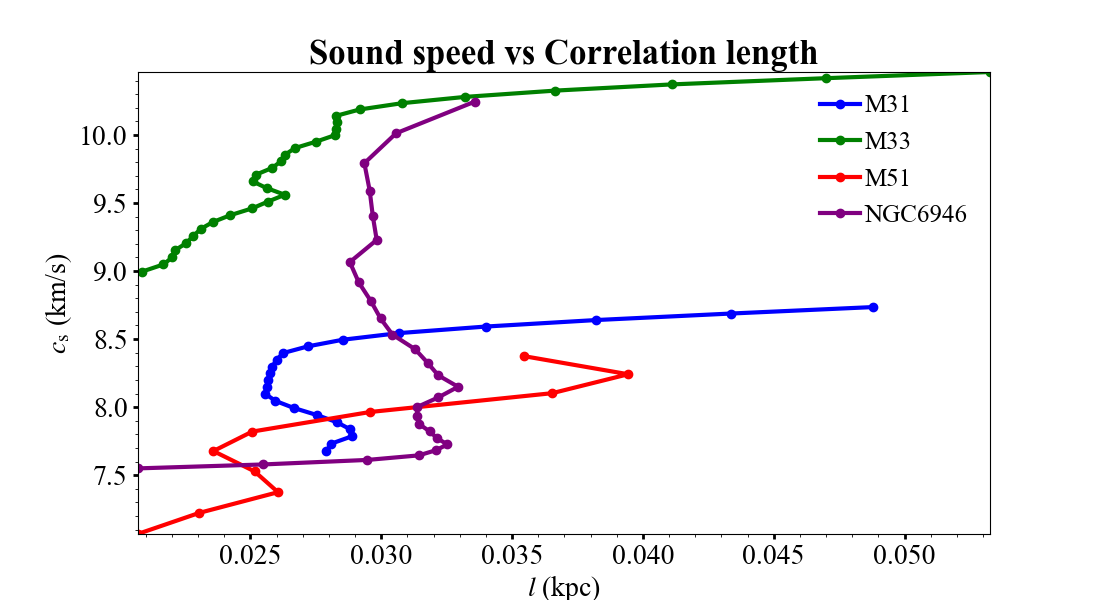 Sound speed vs Correlation length
M31
M33
M51
NGC6946
10.0
9.5
9.0
8.5
8.0
7.5
c_s (km/s)
0.025 0.030 0.035 0.040 0.045 0.050
l (kpc)